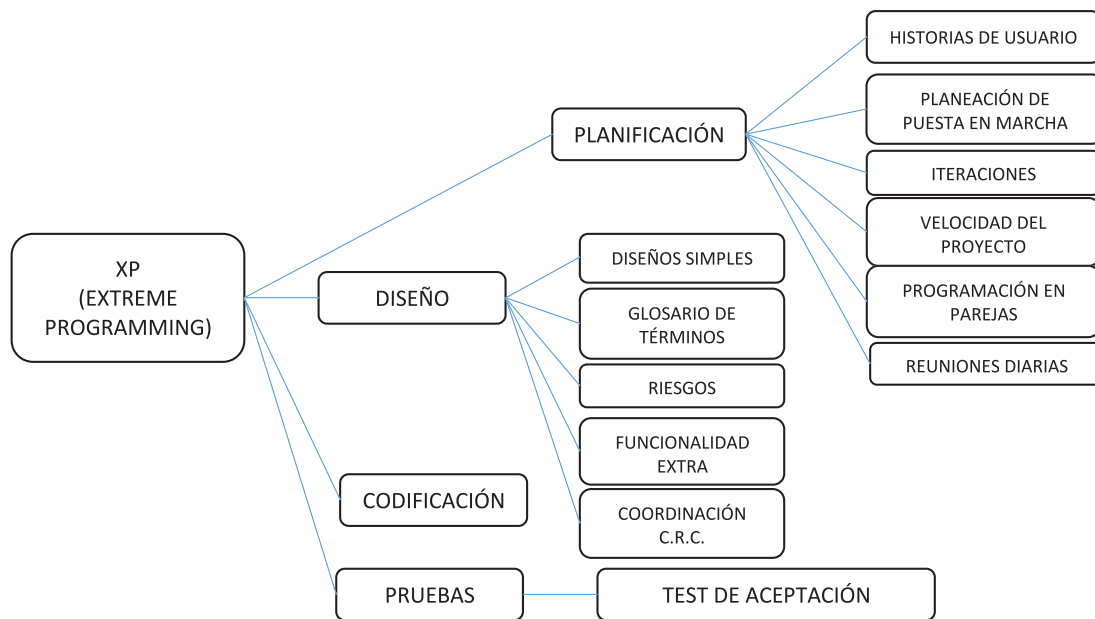 XP
(EXTREME
PROGRAMMING)
PLANIFICACIÓN
HISTORIAS DE USUARIO
PLANEACIÓN DE
PUESTA EN MARCHA
ITERACIONES
VELOCIDAD DEL
PROYECTO
PROGRAMACIÓN EN
PAREJAS
REUNIONES DIARIAS
DISEÑO
DISEÑOS SIMPLES
GLOSARIO DE
TÉRMINOS
RIESGOS
FUNCIONALIDAD
EXTRA
COORDINACIÓN
C.R.C.
CODIFICACIÓN
PRUEBAS
TEST DE ACEPTACIÓN